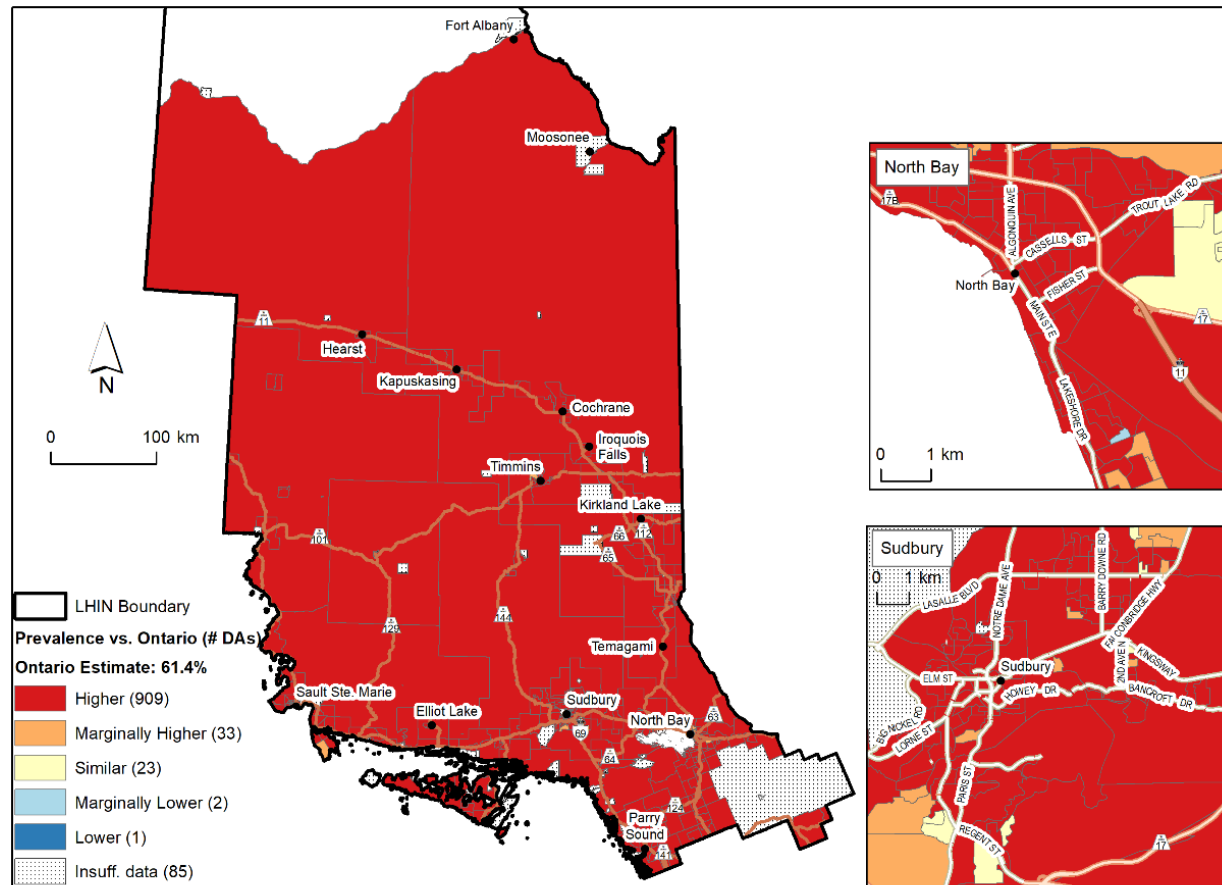 Fort Albany
Moosonee
11
Hearst
Kapuskasing
Cochrane
Iroquois
Falls
Timmins
Kirkland Lake
66
112
65
101
129
144
Temagami
Sault Ste. Marie
Elliot Lake
Sudbury
North Bay
63
69
64
124
Parry
Sound
141
N
0 100 km
LHIN Boundary
Prevalence vs. Ontario (# DAs)
Ontario Estimate: 61.4%
Higher (909)
Marginally Higher (33)
Similar (23)
Marginally Lower (2)
Lower (1)
Insuff. data (85)
North Bay
17B
ALGONQUIN AVE
TROUT LAKE RD
CASSELLS ST
North Bay
FISHER ST
MAIN ST E
17
11
LAKESHORE DR
0 1 km
Sudbury
0 1 km
LASALLE BLVD
NOTRE DAME AVE
BARRY DOWNE RD
FALCONBRIDGE HWY
KINGSWAY
2ND AVE N
Sudbury
ELM ST
HOWEY DR
BANCROFT DR
BIG NICKEL RD
LORNE ST
PARIS ST
REGENT ST
17